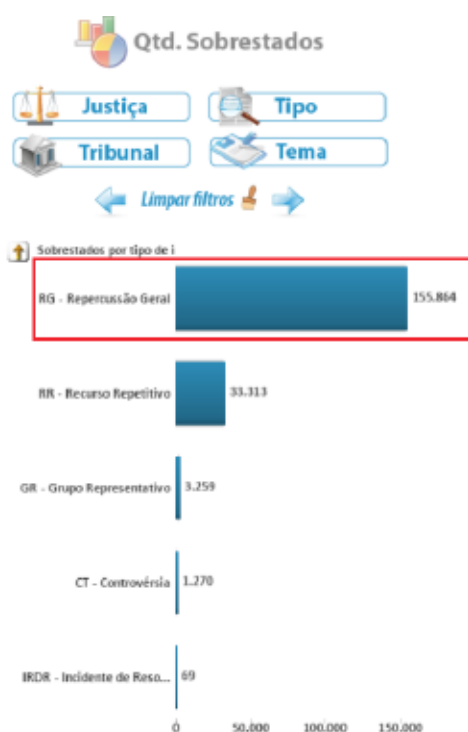 Qtd. Sobrestados
Justiça Tipo
Tribunal Tema
Limpar filtros
Sobrestados por tipo de i
RG - Repercussão Geral 155.864
RR - Recurso Repetitivo 33.313
GR - Grupo Representativo 3.259
CT - Controvérsia 1.270
IRDR - Incidente de Reso... 69
0 50.000 100.000 150.000